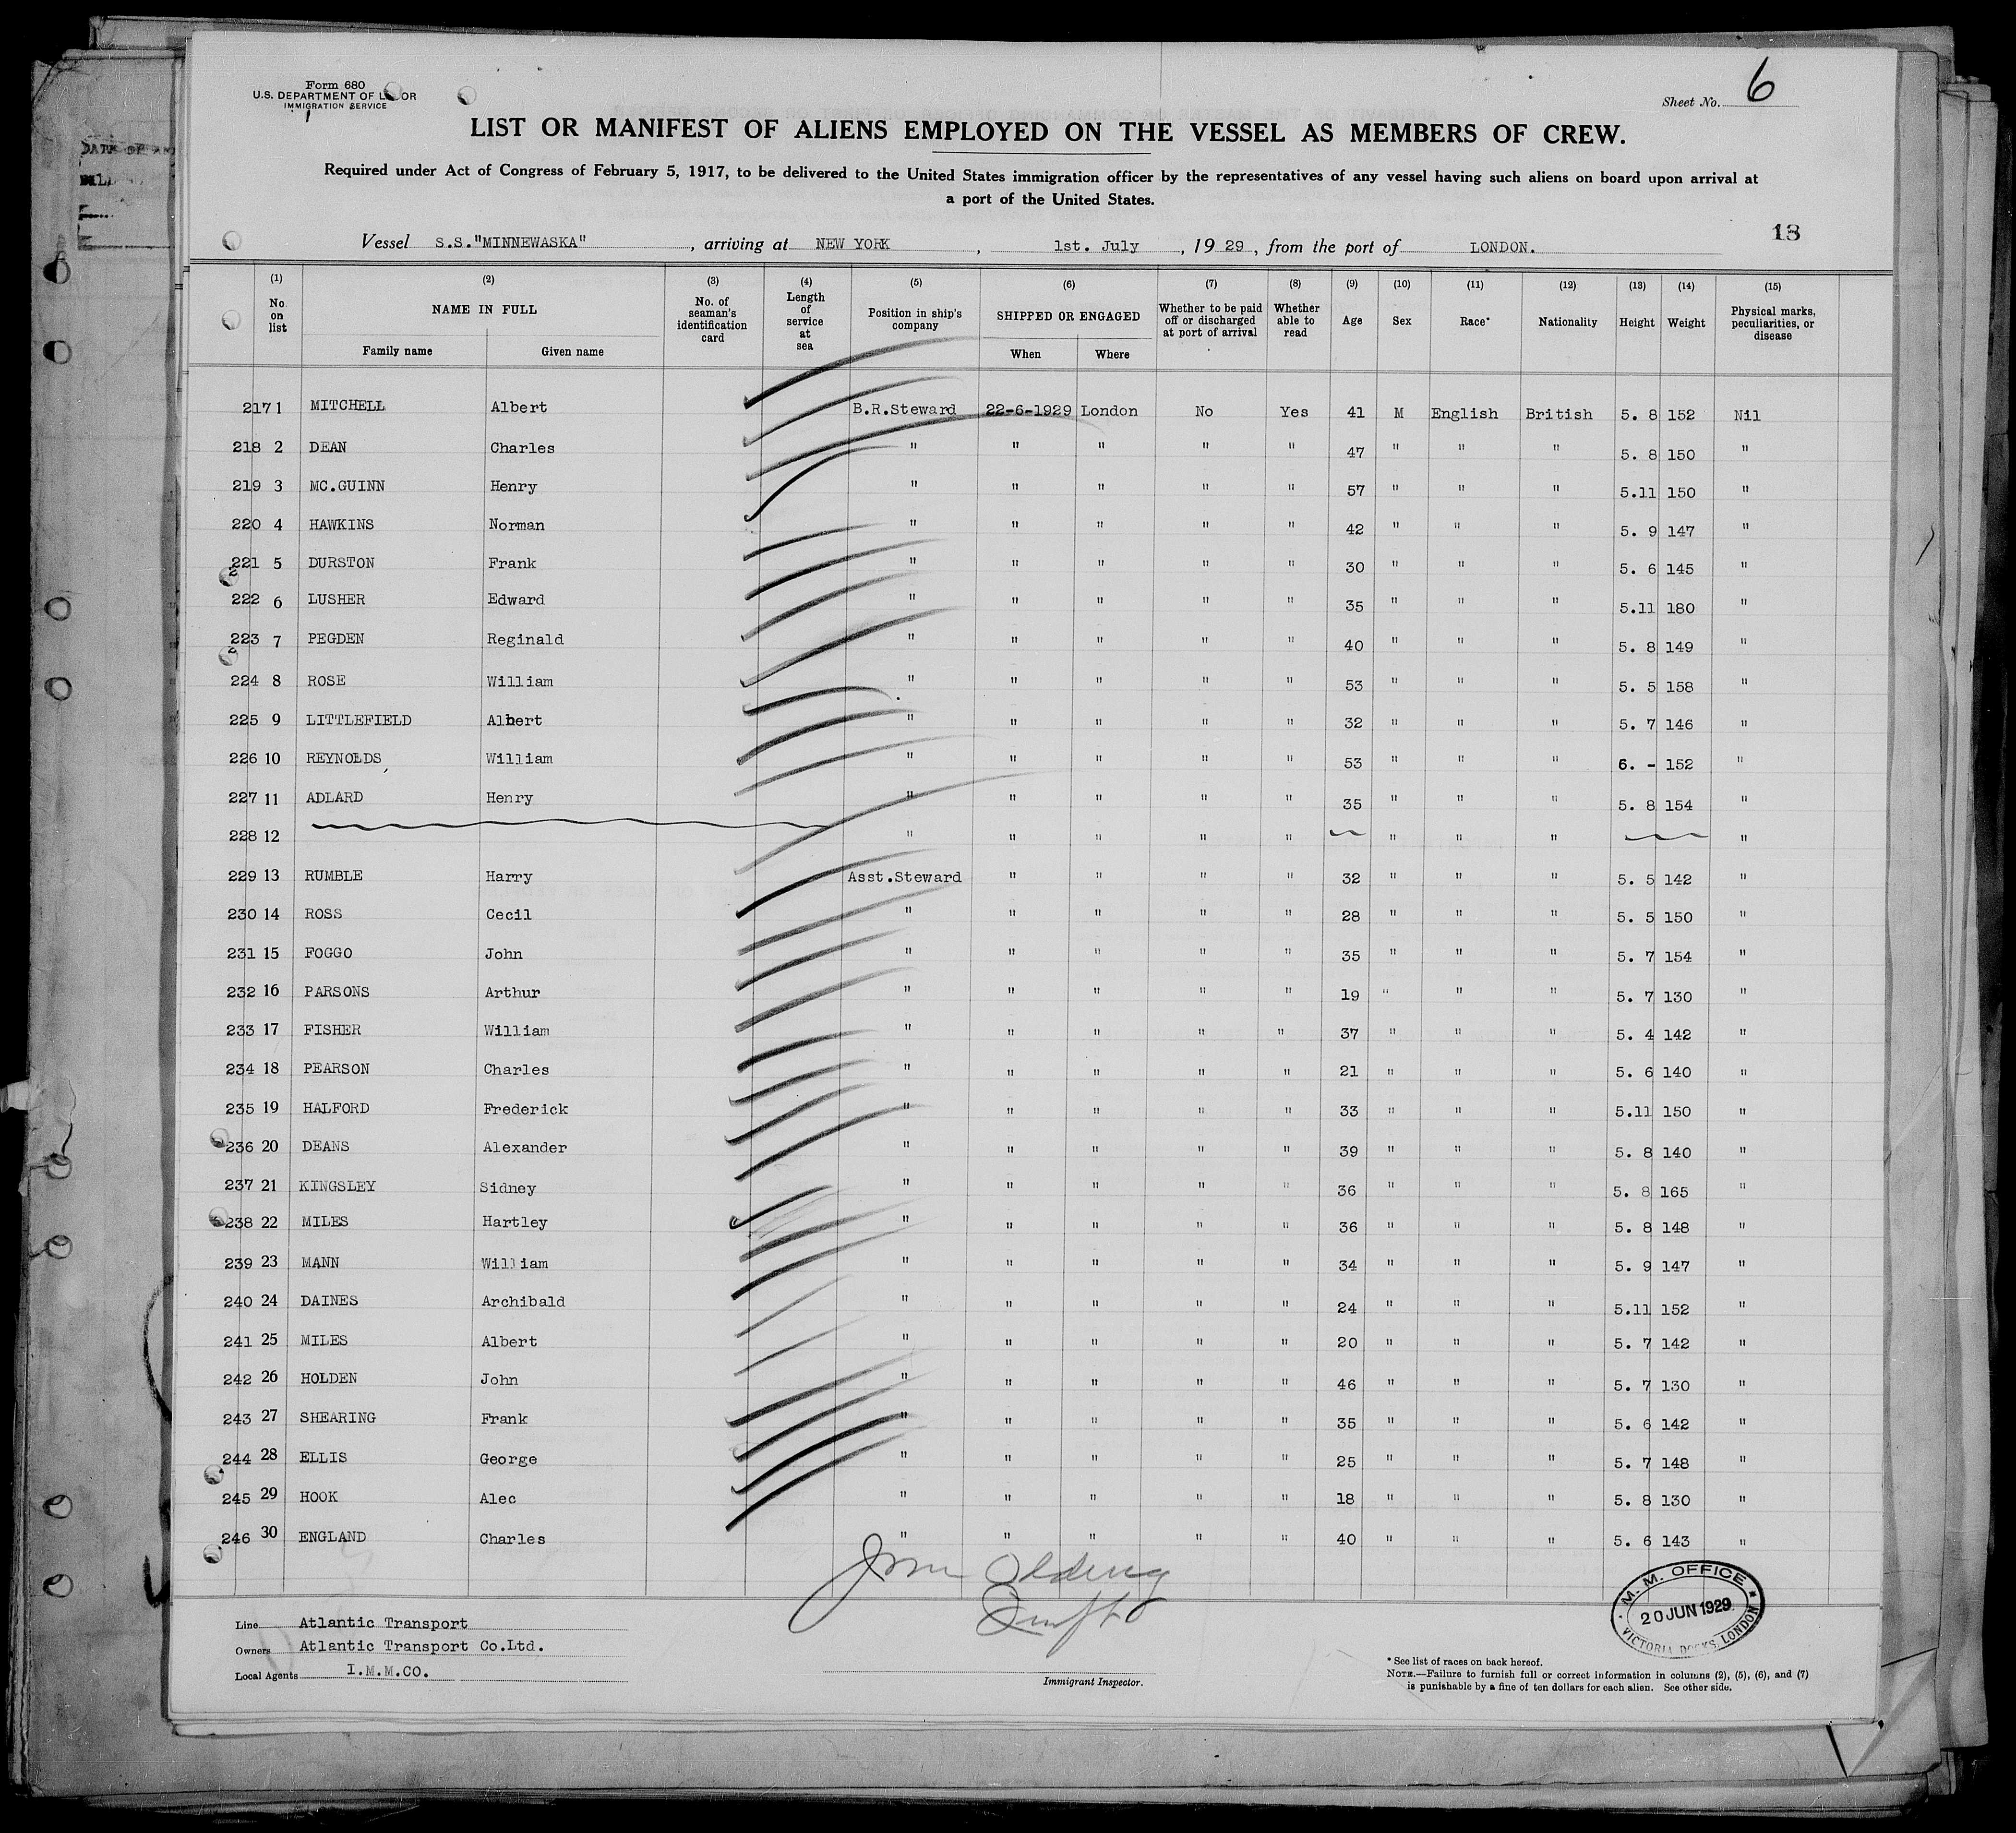 Form 680
U.S. DEPARTMENT OF LABOR
IMMIGRATION SERVICE
Sheet No. 6
LIST OR MANIFEST OF ALIENS EMPLOYED ON THE VESSEL AS MEMBERS OF CREW.
Required under Act of Congress of February 5, 1917, to be delivered to the United States immigration officer by the representatives of any vessel having such aliens on board upon arrival at
a port of the United States.
13
Vessel S.S."MINNEWASKA", arriving at NEW YORK, 1st. July, 19 29, from the port of LONDON.
(1) No. on list (2) NAME IN FULL Family name Given name (3) No. of seaman's identification card (4) Length of service at sea (5) Position in ship's company (6) SHIPPED OR ENGAGED When Where (7) Whether to be paid off or discharged at port of arrival (8) Whether able to read (9) Age (10) Sex (11) Race* (12) Nationality (13) Height (14) Weight (15) Physical marks, peculiarities, or disease
217 1 MITCHELL Albert B.R.Steward 22-6-1929 London No Yes 41 M English British 5. 8 152 Nil
218 2 DEAN Charles " " " " " 47 " " " 5. 8 150 "
219 3 MC.GUINN Henry " " " " " 57 " " " 5.11 150 "
220 4 HAWKINS Norman " " " " " 42 " " " 5. 9 147 "
221 5 DURSTON Frank " " " " " 30 " " " 5. 6 145 "
222 6 LUSHER Edward " " " " " 35 " " " 5.11 180 "
223 7 PEGDEN Reginald " " " " " 40 " " " 5. 8 149 "
224 8 ROSE William " " " " " 53 " " " 5. 5 158 "
225 9 LITTLEFIELD Albert " " " " " 32 " " " 5. 7 146 "
226 10 REYNOLDS William " " " " " 53 " " " 6. - 152 "
227 11 ADLARD Henry " " " " " 35 " " " 5. 8 154 "
228 12 " " " " " " " " "
229 13 RUMBLE Harry Asst.Steward " " " " 32 " " " 5. 5 142 "
230 14 ROSS Cecil " " " " " 28 " " " 5. 5 150 "
231 15 FOGGO John " " " " " 35 " " " 5. 7 154 "
232 16 PARSONS Arthur " " " " " 19 " " " 5. 7 130 "
233 17 FISHER William " " " " " 37 " " " 5. 4 142 "
234 18 PEARSON Charles " " " " " 21 " " " 5. 6 140 "
235 19 HALFORD Frederick " " " " " 33 " " " 5.11 150 "
236 20 DEANS Alexander " " " " " 39 " " " 5. 8 140 "
237 21 KINGSLEY Sidney " " " " " 36 " " " 5. 8 165 "
238 22 MILES Hartley " " " " " 36 " " " 5. 8 148 "
239 23 MANN William " " " " " 34 " " " 5. 9 147 "
240 24 DAINES Archibald " " " " " 24 " " " 5.11 152 "
241 25 MILES Albert " " " " " 20 " " " 5. 7 142 "
242 26 HOLDEN John " " " " " 46 " " " 5. 7 130 "
243 27 SHEARING Frank " " " " " 35 " " " 5. 6 142 "
244 28 ELLIS George " " " " " 25 " " " 5. 7 148 "
245 29 HOOK Alec " " " " " 18 " " " 5. 8 130 "
246 30 ENGLAND Charles " " " " " 40 " " " 5. 6 143 "
Line Atlantic Transport
Owners Atlantic Transport Co.Ltd.
Local Agents I.M.M.CO.
Immigrant Inspector.
M. M. OFFICE
20 JUN 1929
VICTORIA DOCKS, LONDON
* See list of races on back hereof.
NOTE.—Failure to furnish full or correct information in columns (2), (5), (6), and (7)
is punishable by a fine of ten dollars for each alien. See other side.